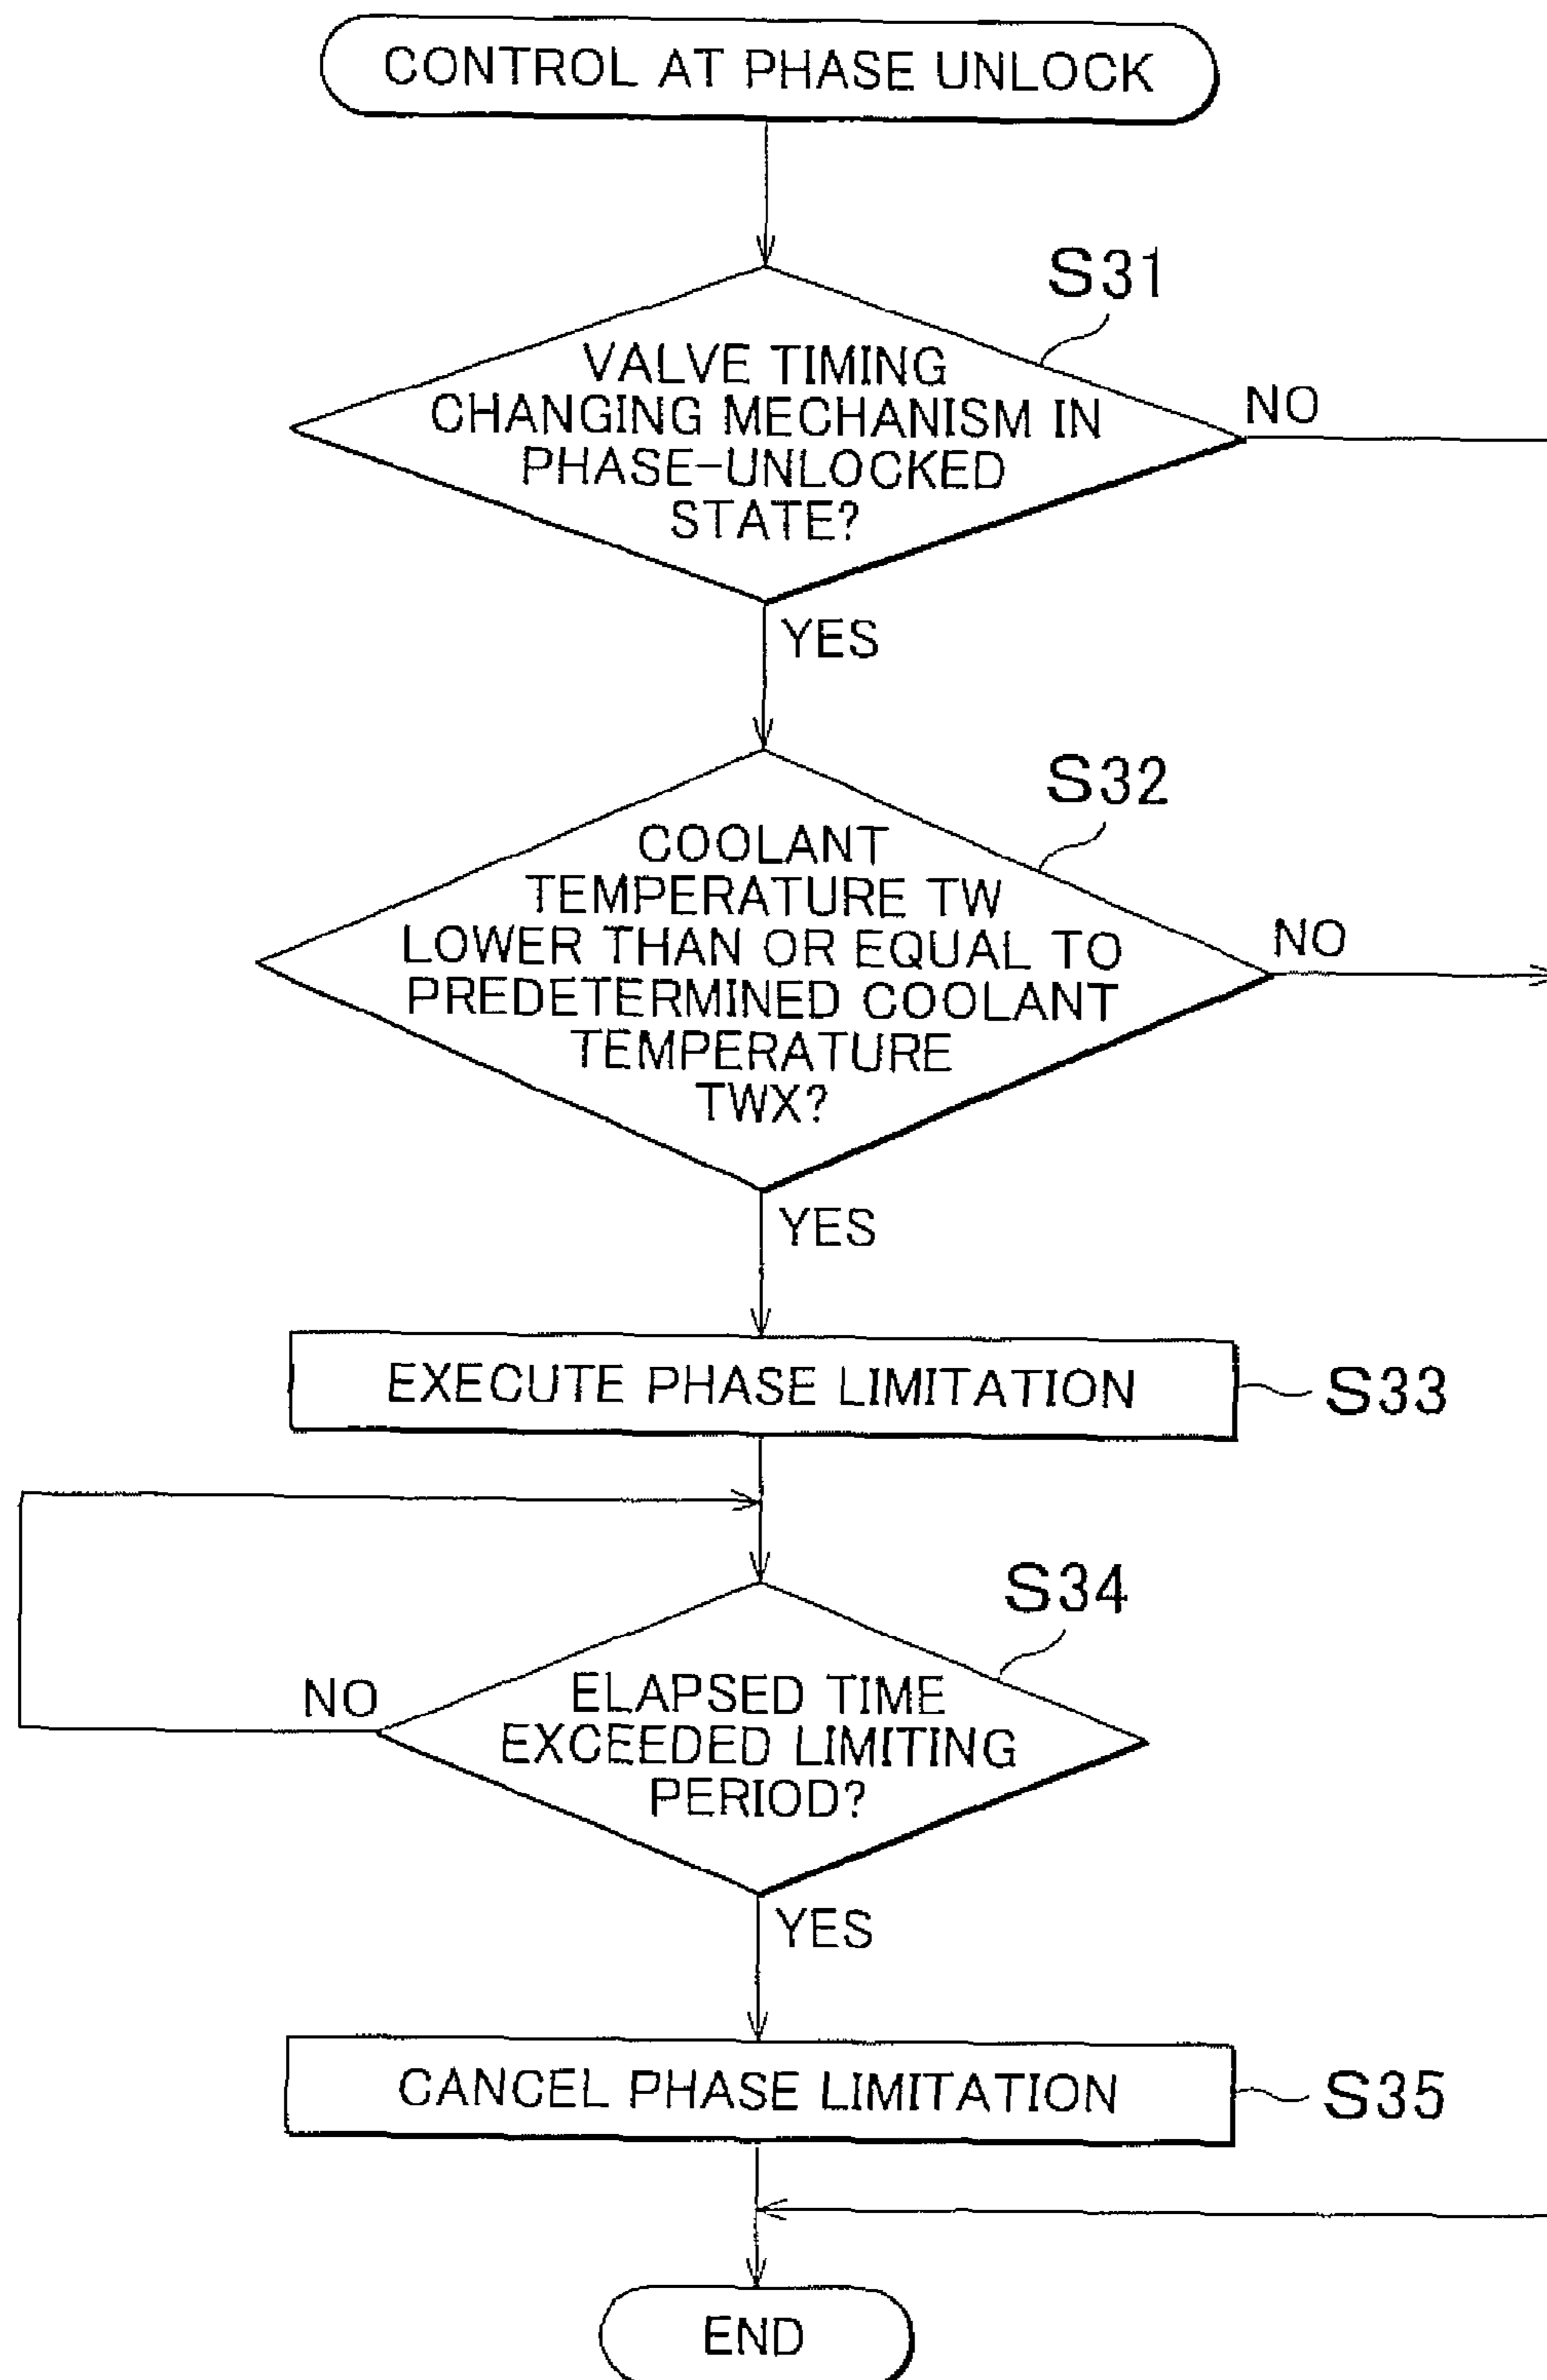 CONTROL AT PHASE UNLOCK
S31
VALVE TIMING
CHANGING MECHANISM IN
PHASE-UNLOCKED
STATE?
NO
YES
S32
COOLANT
TEMPERATURE TW
LOWER THAN OR EQUAL TO
PREDETERMINED COOLANT
TEMPERATURE
TWX?
NO
YES
EXECUTE PHASE LIMITATION
S33
S34
NO
ELAPSED TIME
EXCEEDED LIMITING
PERIOD?
YES
CANCEL PHASE LIMITATION
S35
END